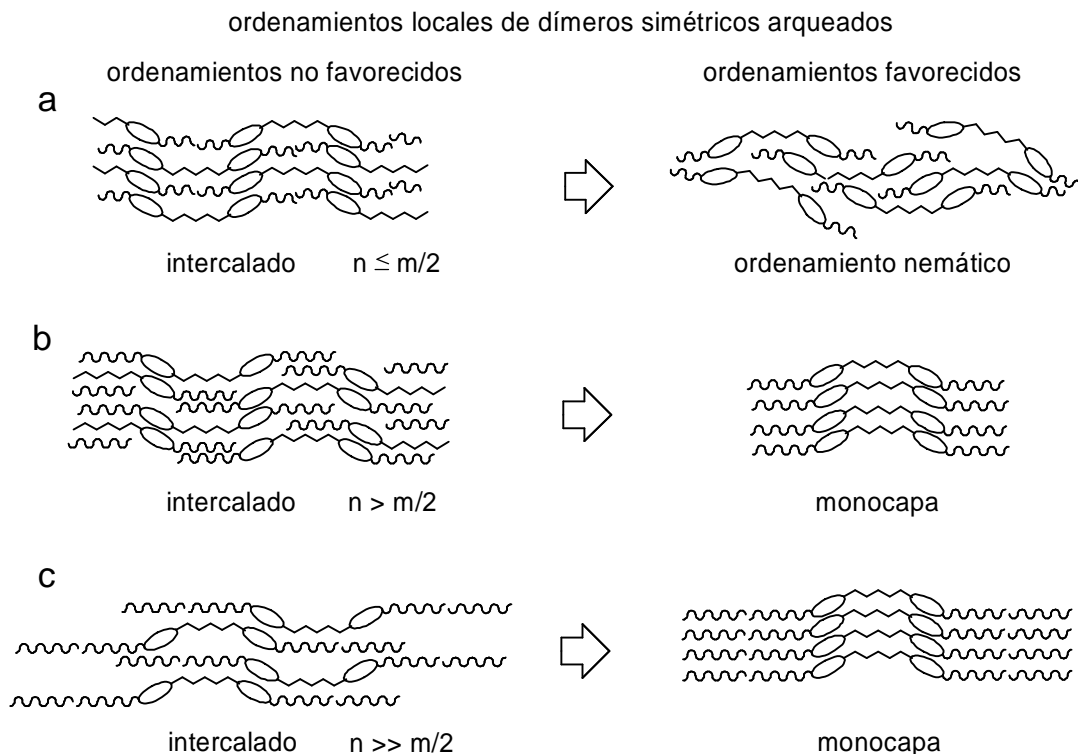 ordenamientos locales de dímeros simétricos arqueados
ordenamientos no favorecidos
ordenamientos favorecidos
a
intercalado n ≤ m/2
ordenamiento nemático
b
intercalado n > m/2
monocapa
c
intercalado n >> m/2
monocapa